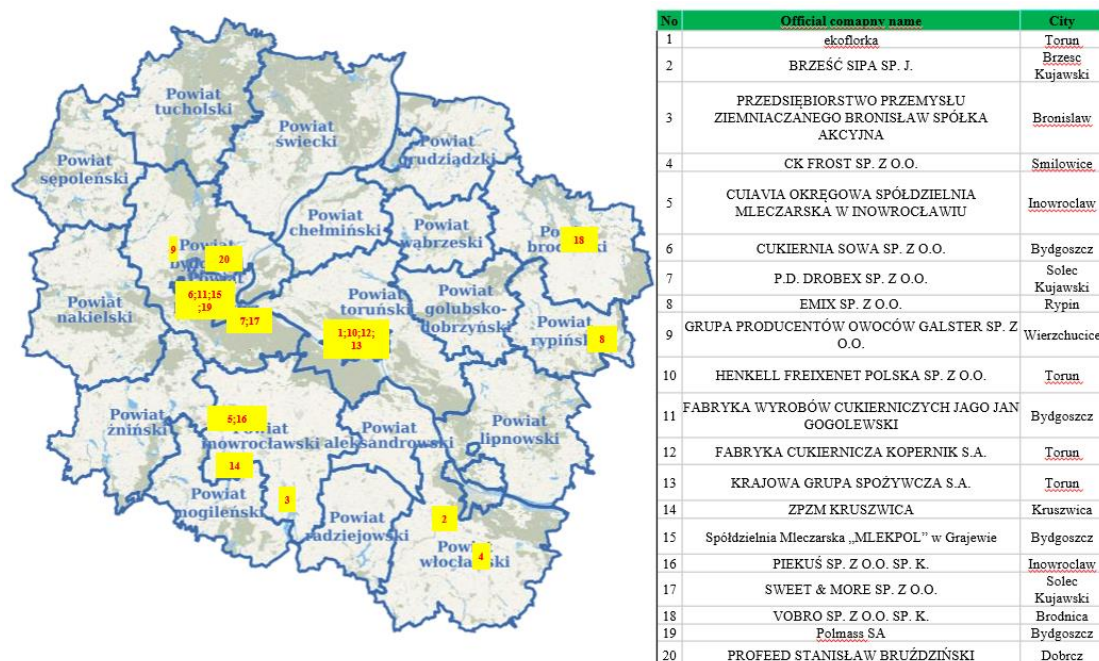 Powiat
tucholski
Powiat
świecki
Powiat
grudziądzki
Powiat
sępoleński
Powiat
chełmiński
Powiat
wąbrzeski
18
9
20
6;11;15
;19
7;17
Powiat
nakielski
Powiat
toruński
1;10;12;
13
Powiat
golubsko-
dobrzyński
Powiat
rypiński
8
Powiat
żniński
5;16
inowrocławski
Powiat
aleksandrowski
Powiat
lipnowski
14
Powiat
mogileński
3
Powiat
radziejowski
2
4
No Official comapny name City
1 ekoflorka Torun
2 BRZEŚĆ SIPA SP. J. Brzesc
Kujawski
3 PRZEDSIĘBIORSTWO PRZEMYSŁU
ZIEMNIACZANEGO BRONISŁAW SPÓŁKA
AKCYJNA
Bronislaw
4 CK FROST SP. Z O.O. Smilowice
5 CUIAVIA OKRĘGOWA SPÓŁDZIELNIA
MLECZARSKA W INOWROCŁAWIU
Inowroclaw
6 CUKIERNIA SOWA SP. Z O.O. Bydgoszcz
7 P.D. DROBEX SP. Z O.O. Solec
Kujawski
8 EMIX SP. Z O.O. Rypin
9 GRUPA PRODUCENTÓW OWOCÓW GALSTER SP. Z
O.O.
Wierzchucice
10 HENKELL FREIXENET POLSKA SP. Z O.O. Torun
11 FABRYKA WYROBÓW CUKIERNICZYCH JAGO JAN
GOGOLEWSKI
Bydgoszcz
12 FABRYKA CUKIERNICZA KOPERNIK S.A. Torun
13 KRAJOWA GRUPA SPOŻYWCZA S.A. Torun
14 ZPZM KRUSZWICA Kruszwica
15 Spółdzielnia Mleczarska „MLEKPOL” w Grajewie Bydgoszcz
16 PIEKUŚ SP. Z O.O. SP. K. Inowroclaw
17 SWEET & MORE SP. Z O.O. Solec
Kujawski
18 VOBRO SP. Z O.O. SP. K. Brodnica
19 Polmass SA Bydgoszcz
20 PROFEED STANISŁAW BRUŹDZIŃSKI Dobrcz